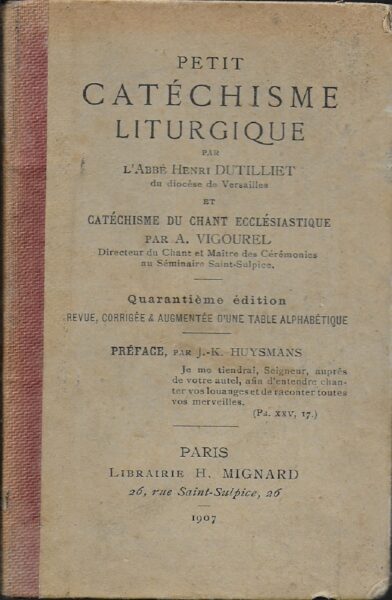 PETIT
CATÉCHISME
LITURGIQUE
PAR
L'ABBÉ HENRI DUTILLIET
du diocèse de Versailles
ET
CATÉCHISME DU CHANT ECCLÉSIASTIQUE
PAR A. VIGOUREL
Directeur du Chant et Maître des Cérémonies
au Séminaire Saint-Sulpice.
Quarantième édition
REVUE, CORRIGÉE & AUGMENTÉE D'UNE TABLE ALPHABÉTIQUE
PRÉFACE, PAR J.-K. HUYSMANS
Je me tiendrai, Seigneur, auprès
de votre autel, afin d'entendre chan-
ter vos louanges et de raconter toutes
vos merveilles.
(Ps. XXV, 17.)
PARIS
LIBRAIRIE H. MIGNARD
26, rue Saint-Sulpice, 26
1907